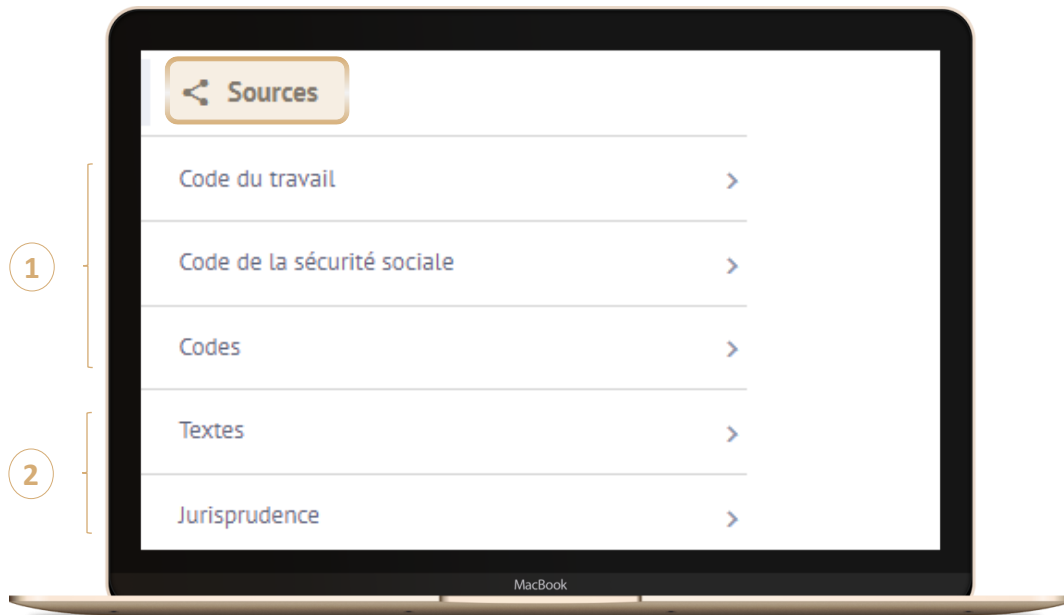 Sources
Code du travail
1
Code de la sécurité sociale
Codes
Textes
2
Jurisprudence
MacBook